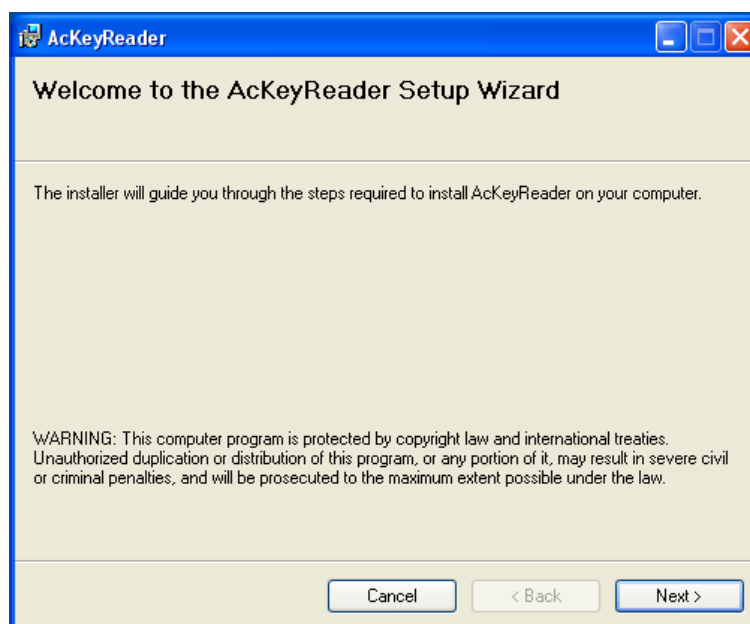 AcKeyReader
Welcome to the AcKeyReader Setup Wizard
The installer will guide you through the steps required to install AcKeyReader on your computer.
WARNING: This computer program is protected by copyright law and international treaties.
Unauthorized duplication or distribution of this program, or any portion of it, may result in severe civil
or criminal penalties, and will be prosecuted to the maximum extent possible under the law.
Cancel
< Back
Next >